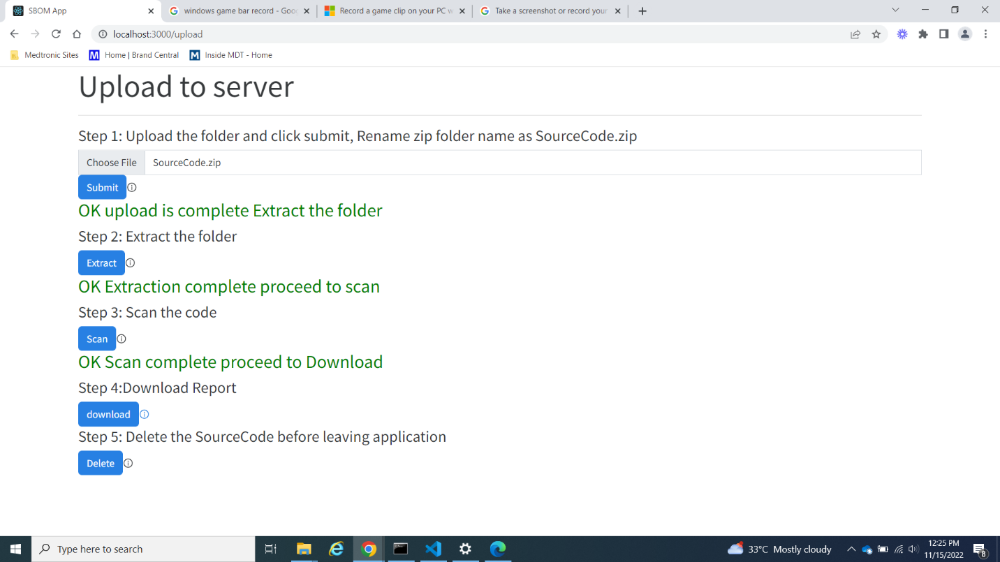 SBOM App
windows game bar record - Goo
Record a game clip on your PC w
Take a screenshot or record your
localhost:3000/upload
Medtronic Sites
Home | Brand Central
Inside MDT - Home
Upload to server
Step 1: Upload the folder and click submit, Rename zip folder name as SourceCode.zip
Choose File SourceCode.zip
Submit
OK upload is complete Extract the folder
Step 2: Extract the folder
Extract
OK Extraction complete proceed to scan
Step 3: Scan the code
Scan
OK Scan complete proceed to Download
Step 4:Download Report
download
Step 5: Delete the SourceCode before leaving application
Delete
Type here to search
33°C Mostly cloudy
12:25 PM
11/15/2022
8